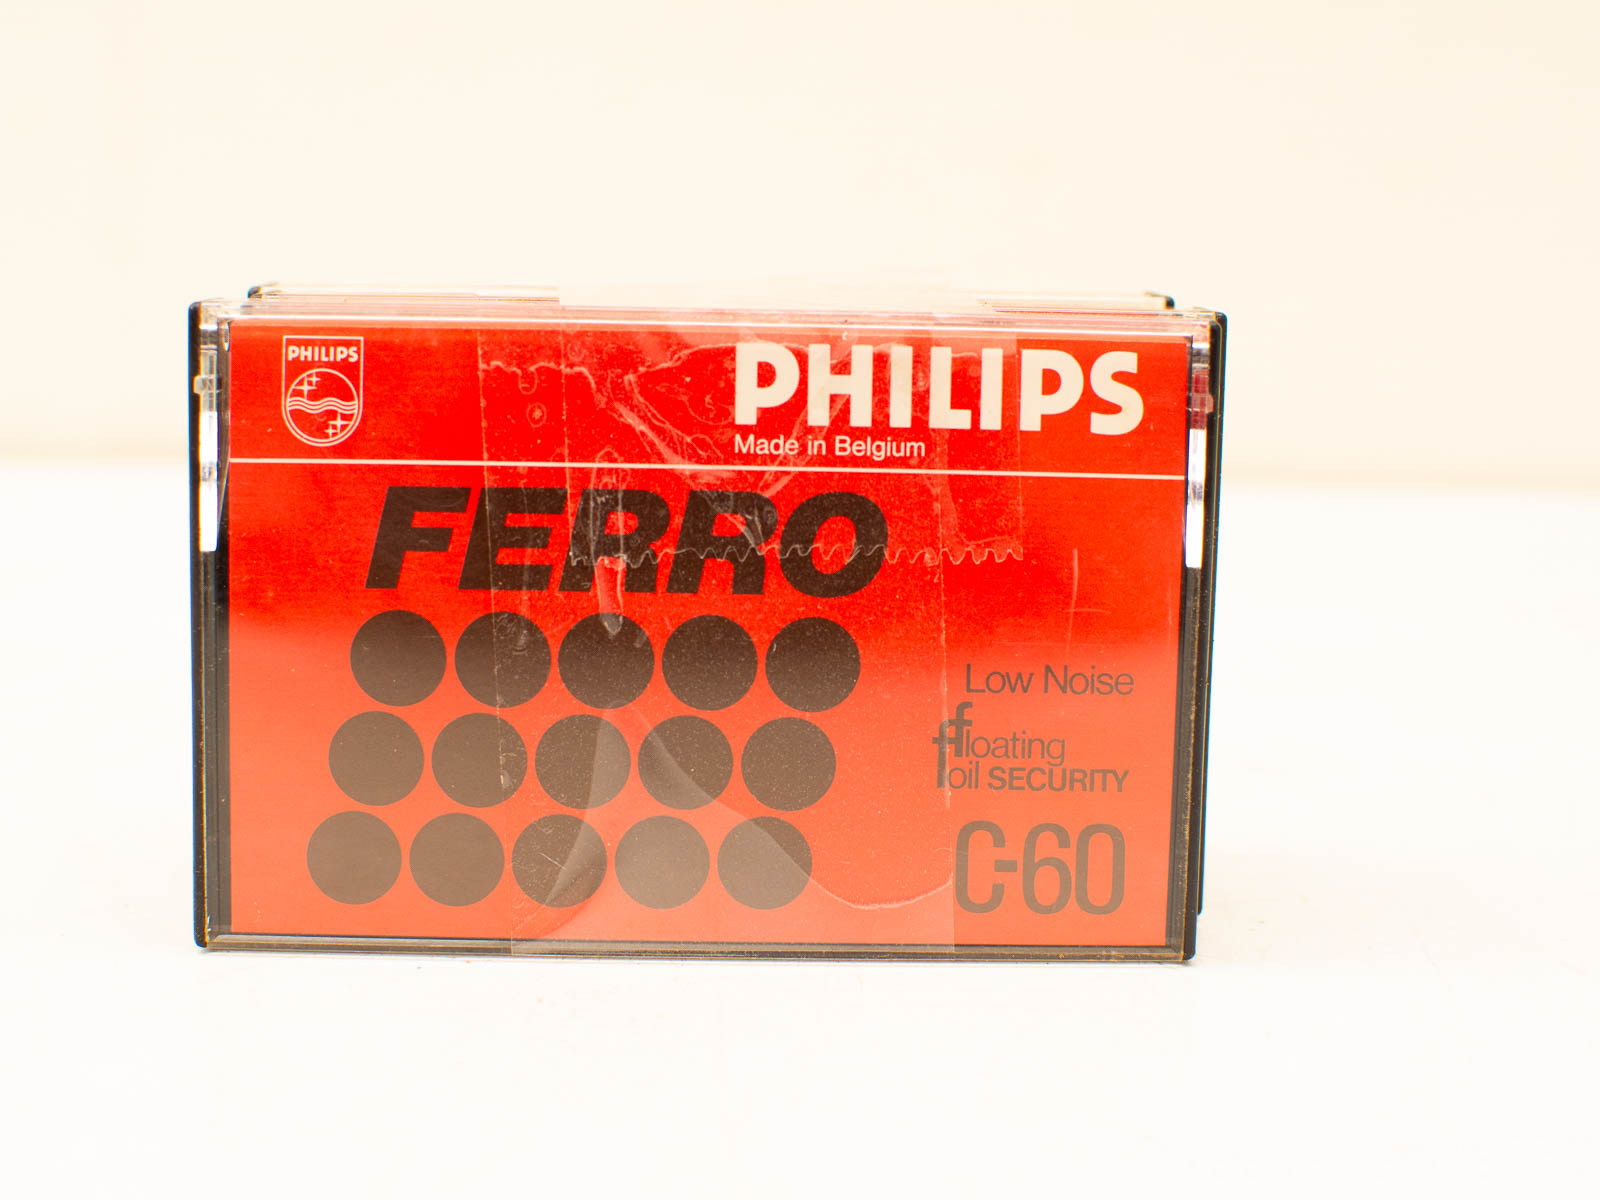 PHILIPS
PHILIPS
Made in Belgium
FERRO
Low Noise
floating
foil SECURITY
C-60